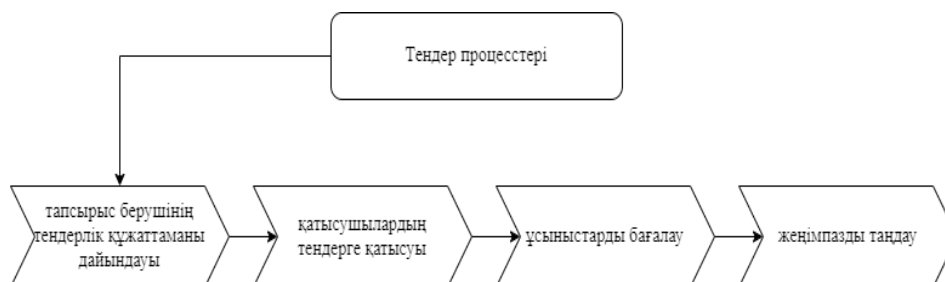 Тендер процесстері
тапсырыс берушінің
тендерлік құжаттаманы
дайындауы
қатысушылардың
тендерге қатысуы
ұсыныстарды бағалау
жеңімпазды таңдау